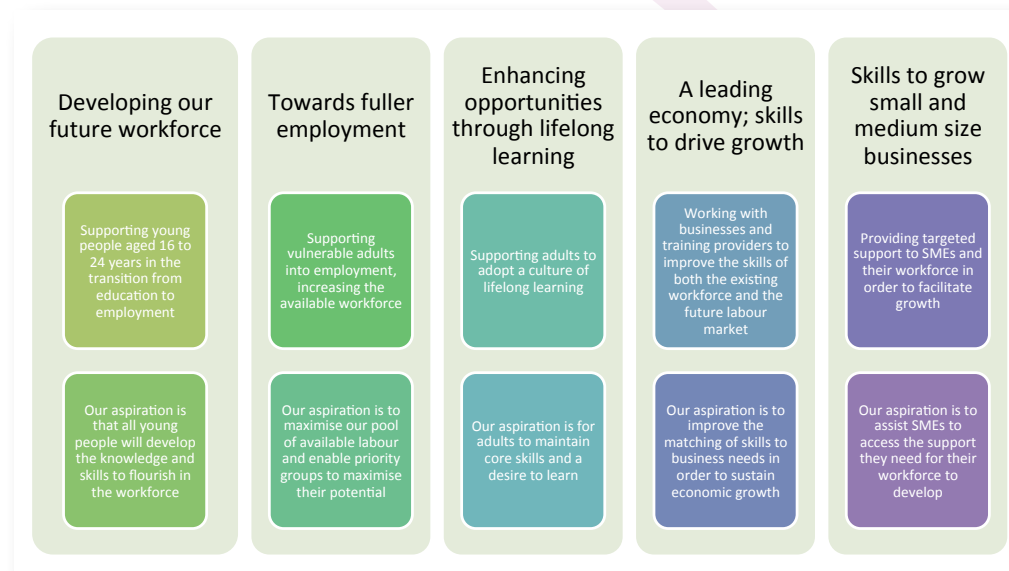 Developing our
future workforce
Supporting young
people aged 16 to
24 years in the
transition from
education to
employment
Our aspiration is
that all young
people will develop
the knowledge and
skills to flourish in
the workforce
Towards fuller
employment
Supporting
vulnerable adults
into employment,
increasing the
available workforce
Our aspiration is to
maximise our pool
of available labour
and enable priority
groups to maximise
their potential
Enhancing
opportunities
through lifelong
learning
Supporting adults to
adopt a culture of
lifelong learning
Our aspiration is for
adults to maintain
core skills and a
desire to learn
A leading
economy; skills
to drive growth
Working with
businesses and
training providers to
improve the skills of
both the existing
workforce and the
future labour
market
Our aspiration is to
improve the
matching of skills to
business needs in
order to sustain
economic growth
Skills to grow
small and
medium size
businesses
Providing targeted
support to SMEs and
their workforce in
order to facilitate
growth
Our aspiration is to
assist SMEs to
access the support
they need for their
workforce to
develop